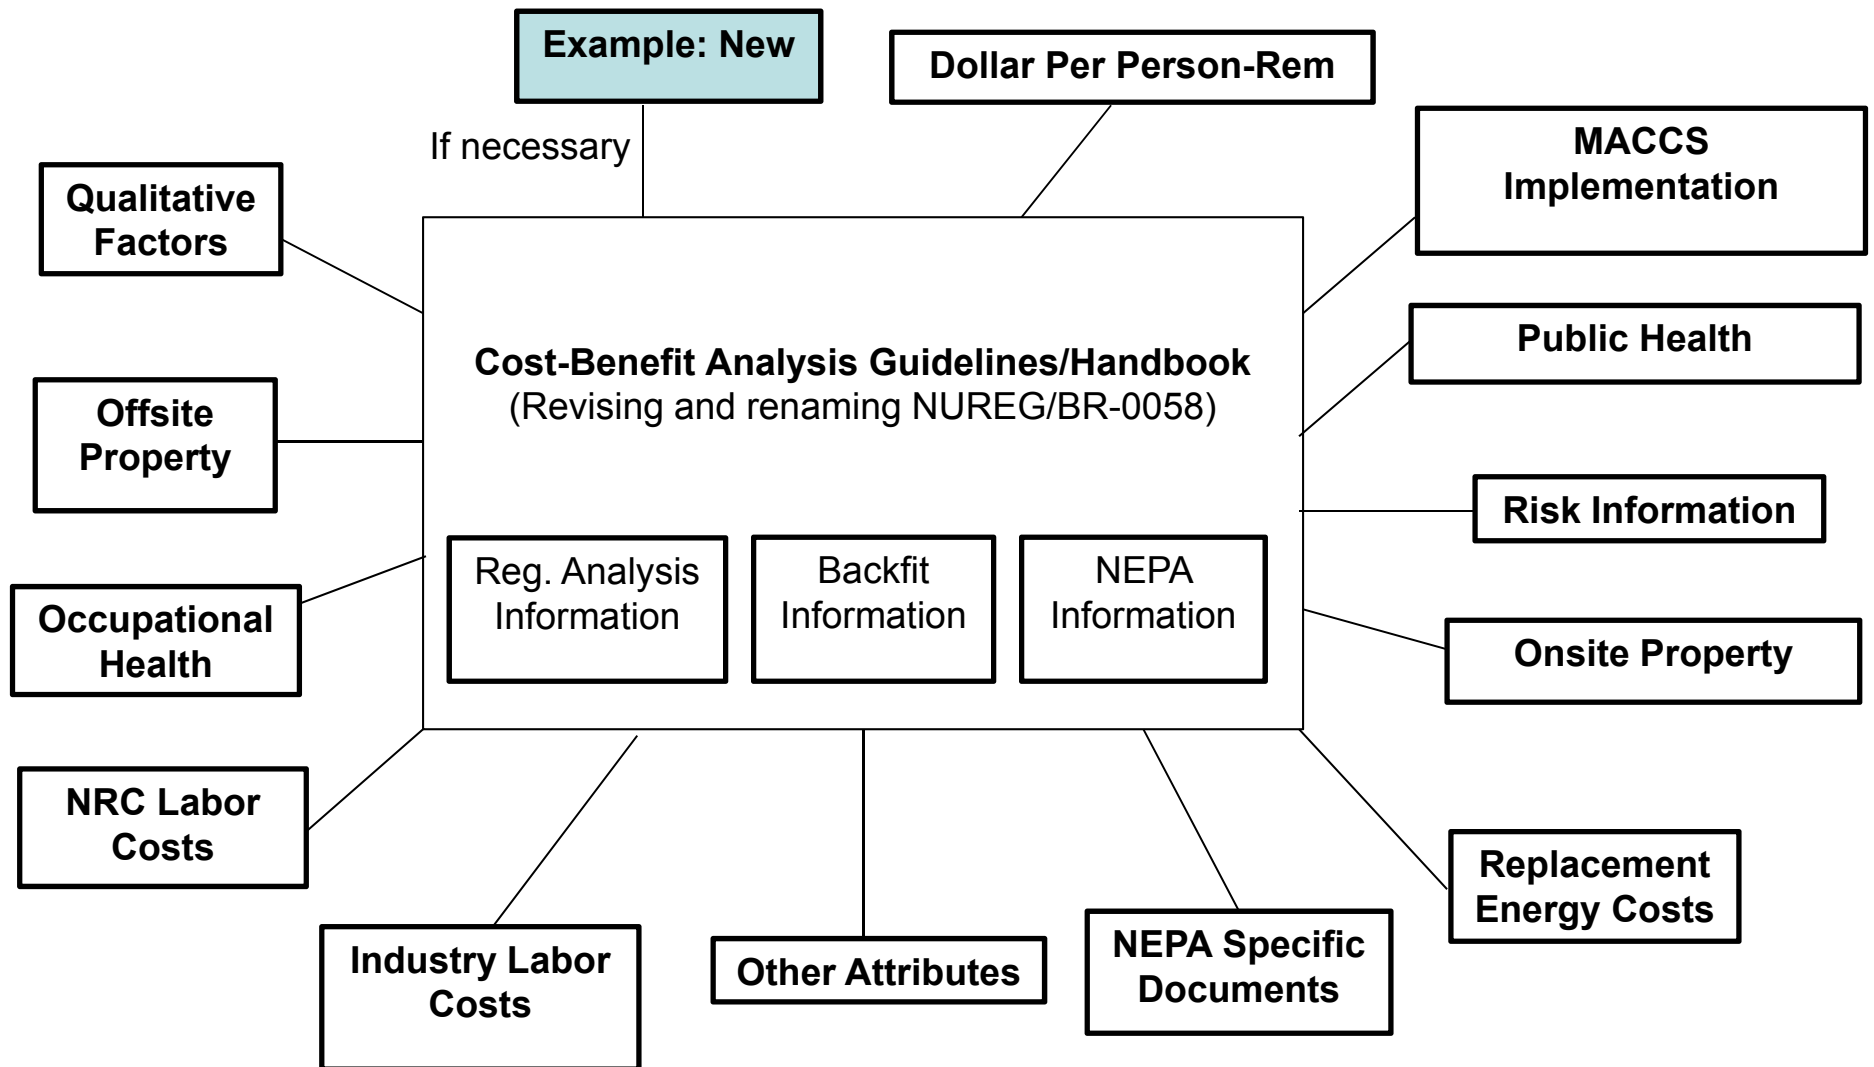 Example: New
Dollar Per Person-Rem
If necessary
MACCS
Implementation
Qualitative
Factors
Public Health
Cost-Benefit Analysis Guidelines/Handbook
(Revising and renaming NUREG/BR-0058)
Offsite
Property
Risk Information
Reg. Analysis
Information
Backfit
Information
NEPA
Information
Occupational
Health
Onsite Property
NRC Labor
Costs
Replacement
Energy Costs
Industry Labor
Costs
Other Attributes
NEPA Specific
Documents